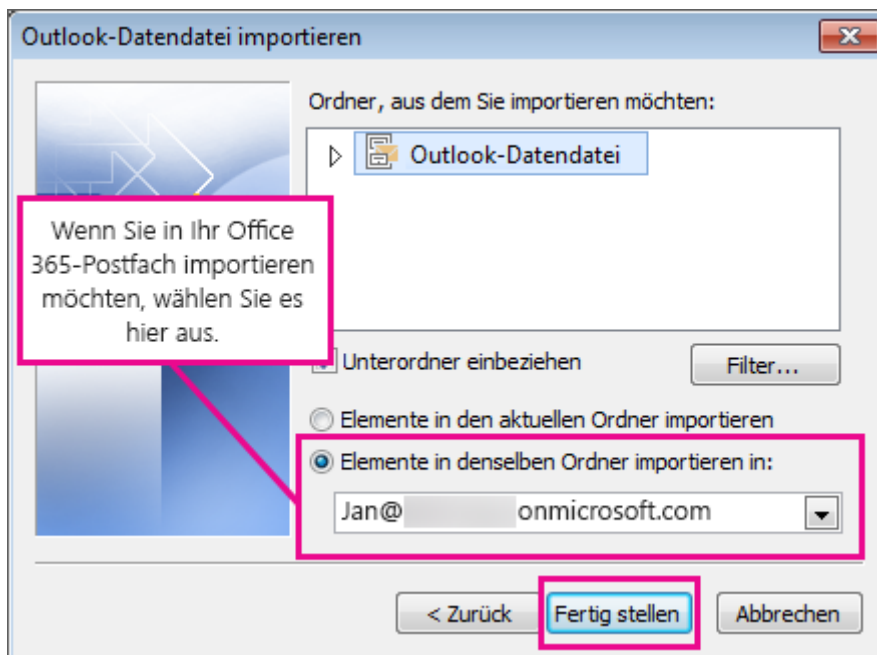 Outlook-Datendatei importieren
Ordner, aus dem Sie importieren möchten:
Outlook-Datendatei
Wenn Sie in Ihr Office
365-Postfach importieren
möchten, wählen Sie es
hier aus.
Unterordner einbeziehen
Filter...
Elemente in den aktuellen Ordner importieren
Elemente in denselben Ordner importieren in:
Jan@ onmicrosoft.com
< Zurück
Fertig stellen
Abbrechen